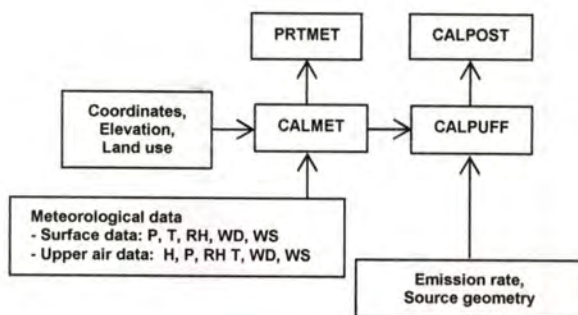 PRTMET
CALPOST
Coordinates,
Elevation,
Land use
CALMET
CALPUFF
Meteorological data
- Surface data: P, T, RH, WD, WS
- Upper air data: H, P, RH T, WD, WS
Emission rate,
Source geometry